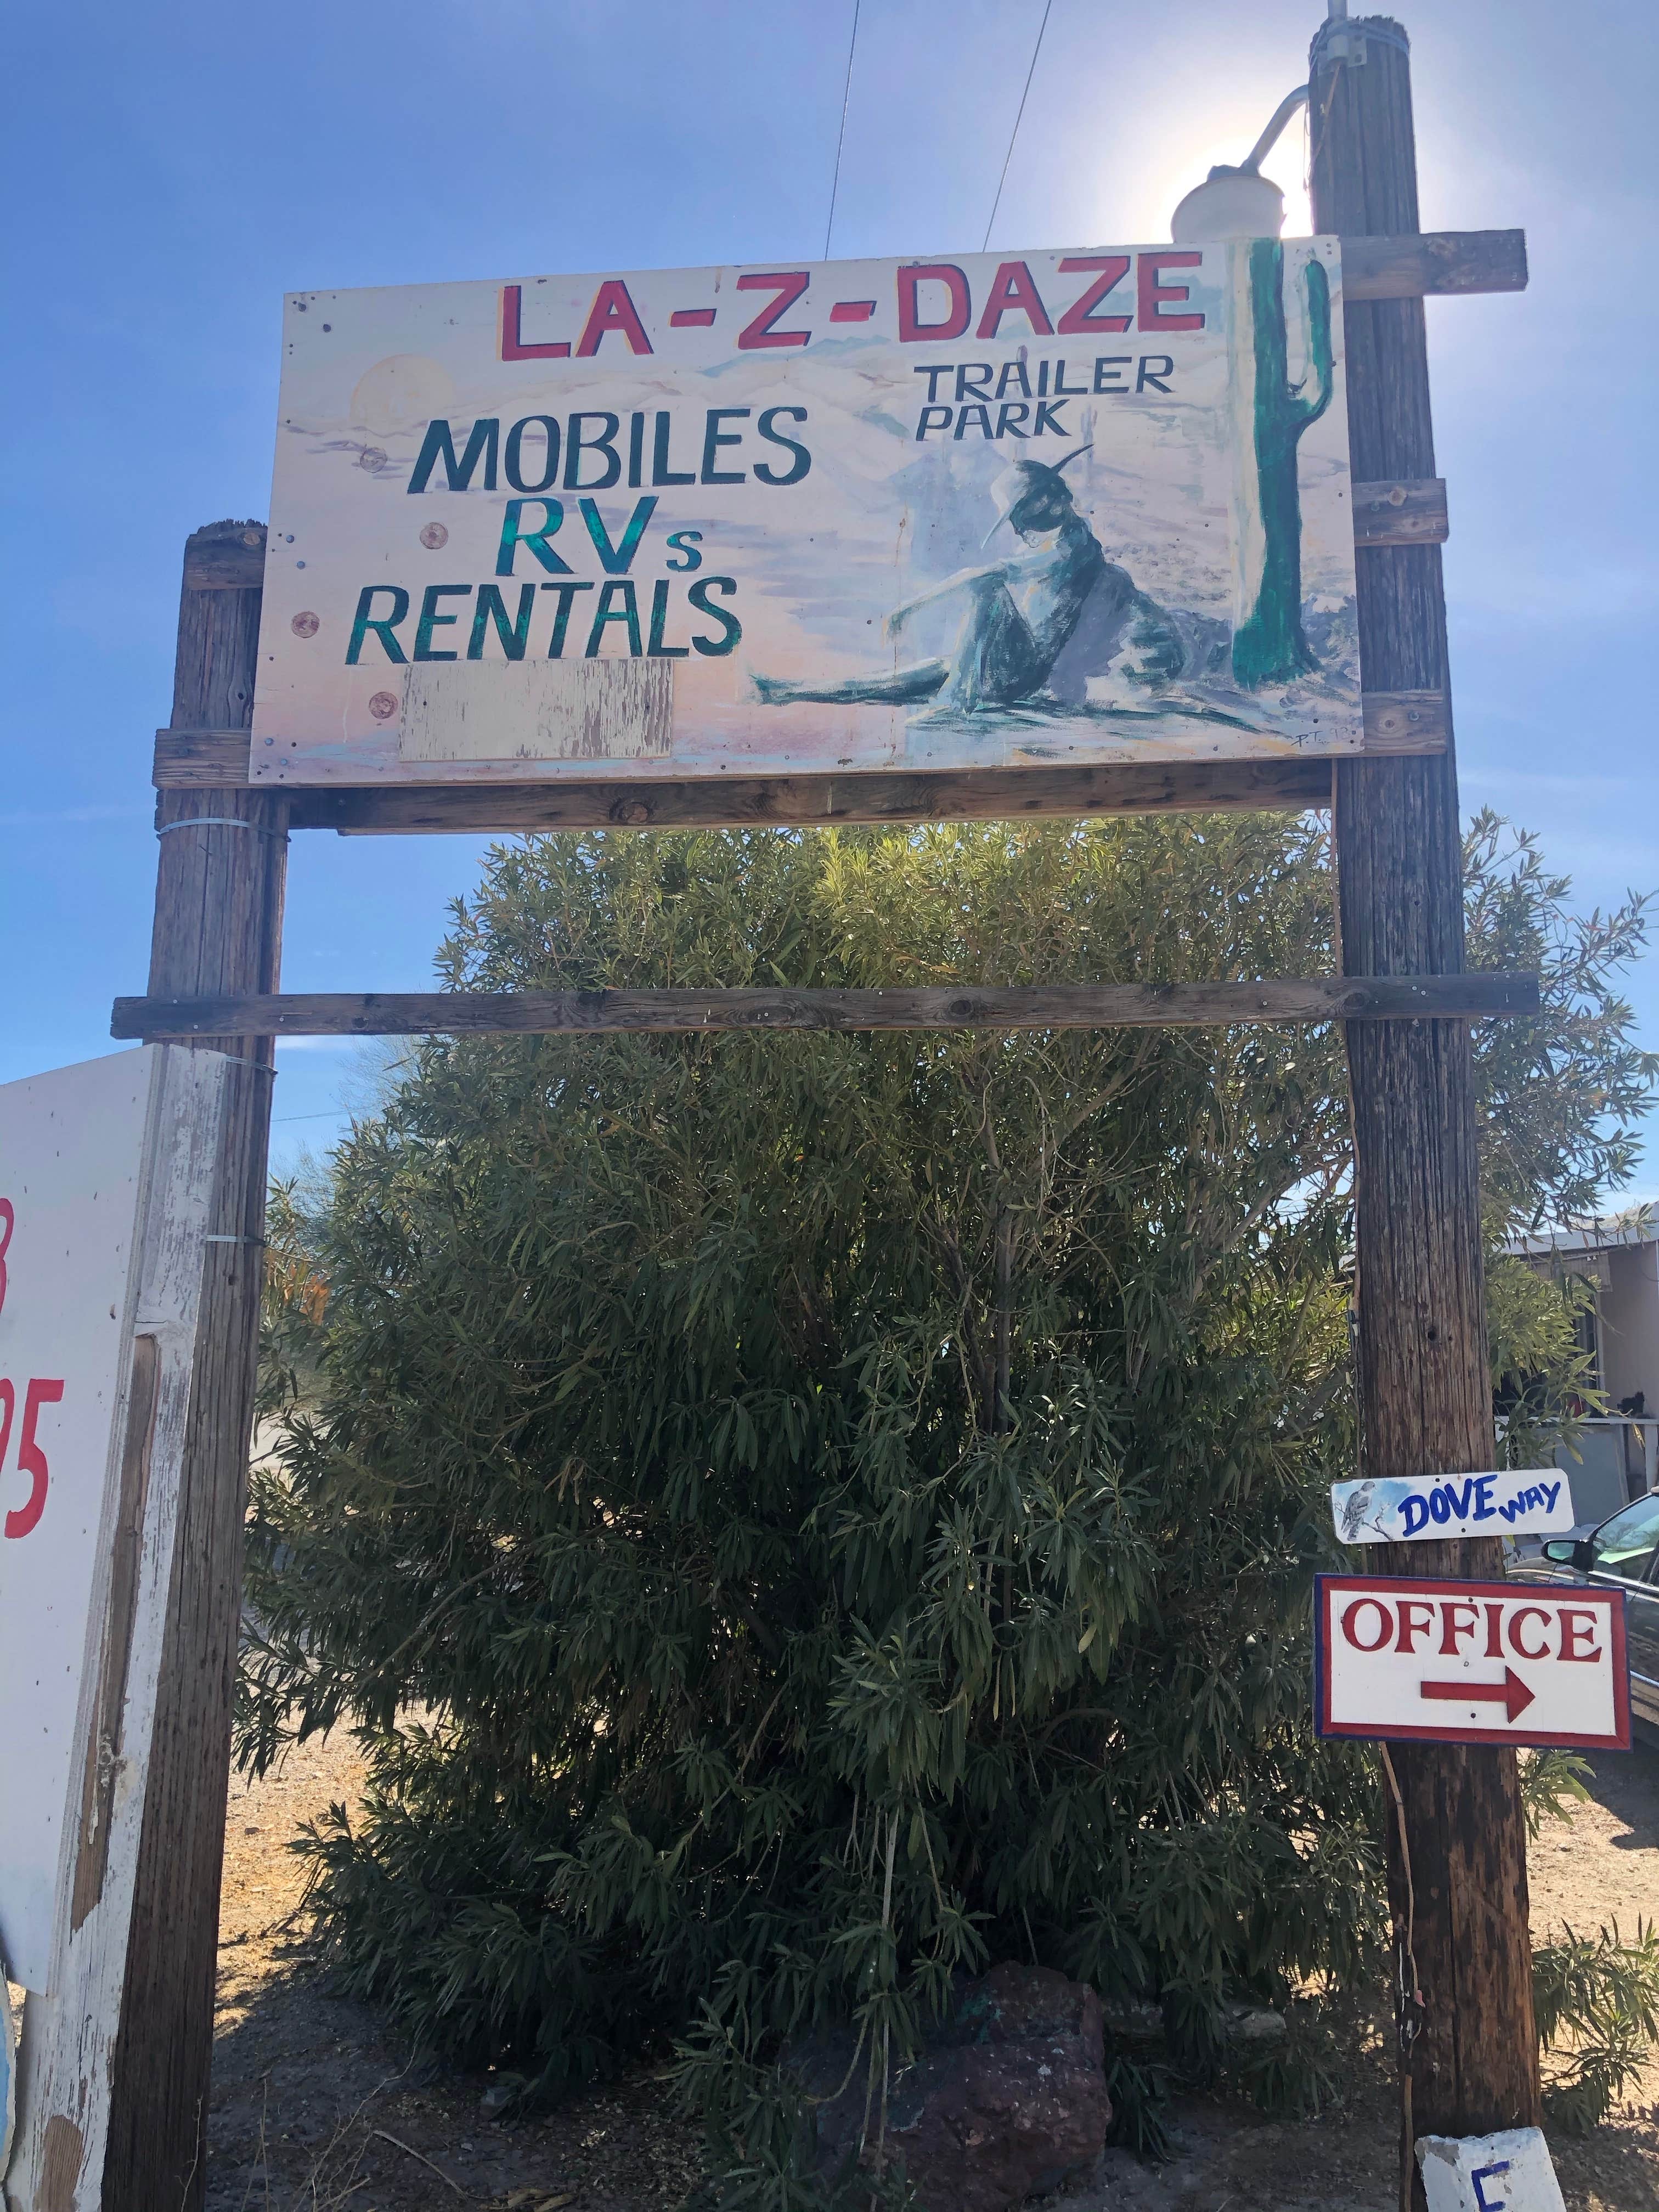 LA-Z-DAZE
TRAILER
PARK
MOBILES
RVs
RENTALS
DOVE WAY
OFFICE